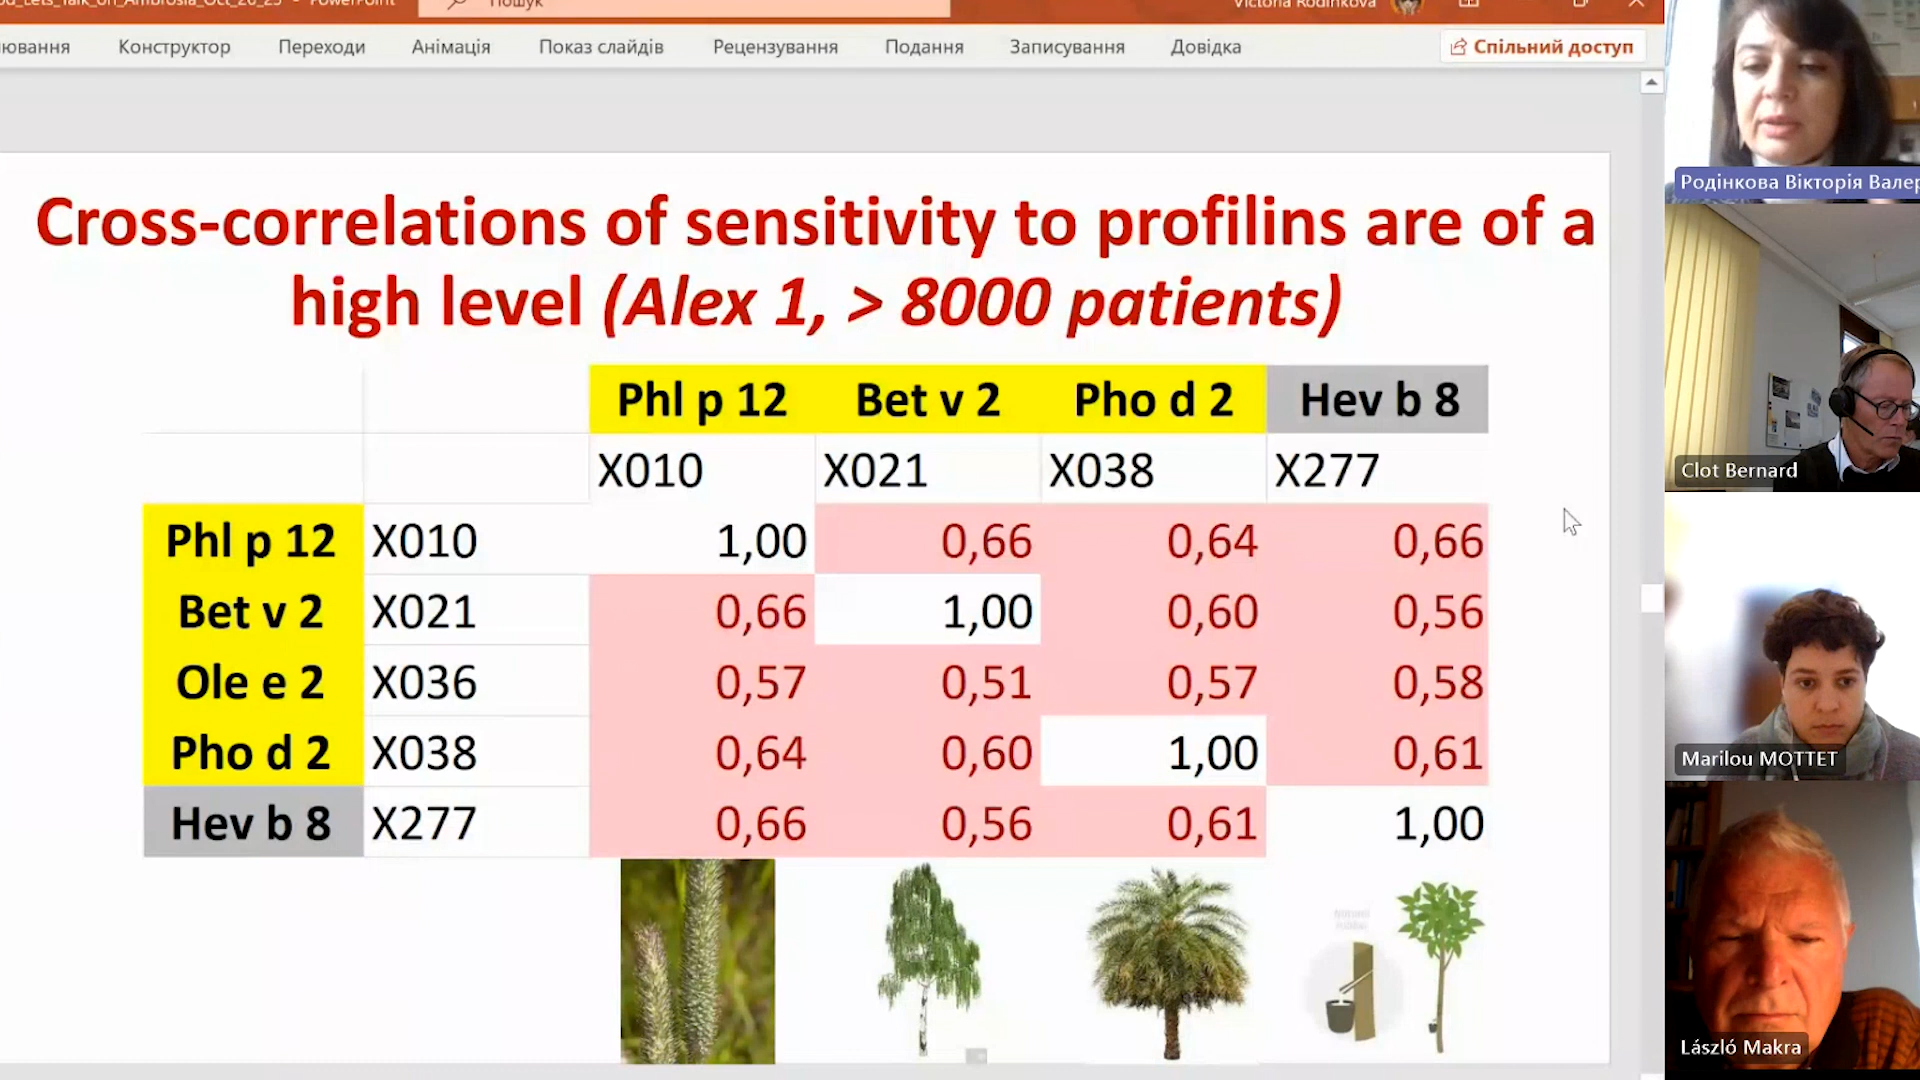 PowerPoint
Пошук
Victoria Rodinkova
Конструктор Переходи Анімація Показ слайдів Рецензування Подання Записування Довідка
Спільний доступ
Cross-correlations of sensitivity to profilins are of a
high level (Alex 1, > 8000 patients)
Phl p 12 Bet v 2 Pho d 2 Hev b 8
X010 X021 X038 X277
Phl p 12 X010 1,00 0,66 0,64 0,66
Bet v 2 X021 0,66 1,00 0,60 0,56
Ole e 2 X036 0,57 0,51 0,57 0,58
Pho d 2 X038 0,64 0,60 1,00 0,61
Hev b 8 X277 0,66 0,56 0,61 1,00
Родінкова Вікторія Валер
Clot Bernard
Marilou MOTTET
László Makra